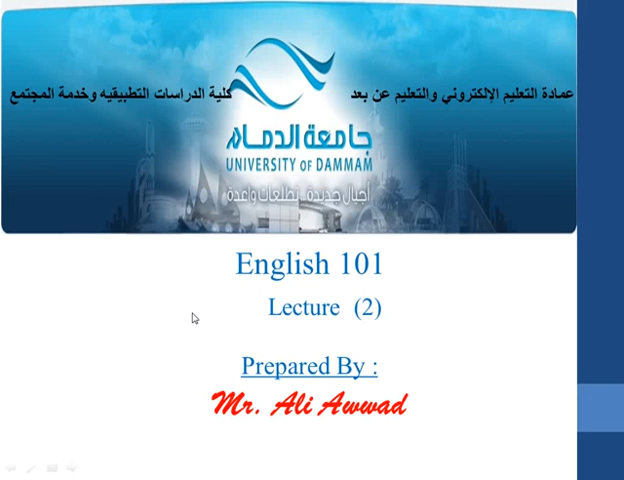 عمادة التعليم الإلكتروني والتعليم عن بعد
كلية الدراسات التطبيقيه وخدمة المجتمع
جامعة الدمام
UNIVERSITY OF DAMMAM
أجيال جديدة.. تطلعات واعدة
English 101
Lecture (2)
Prepared By :
Mr. Ali Awwad